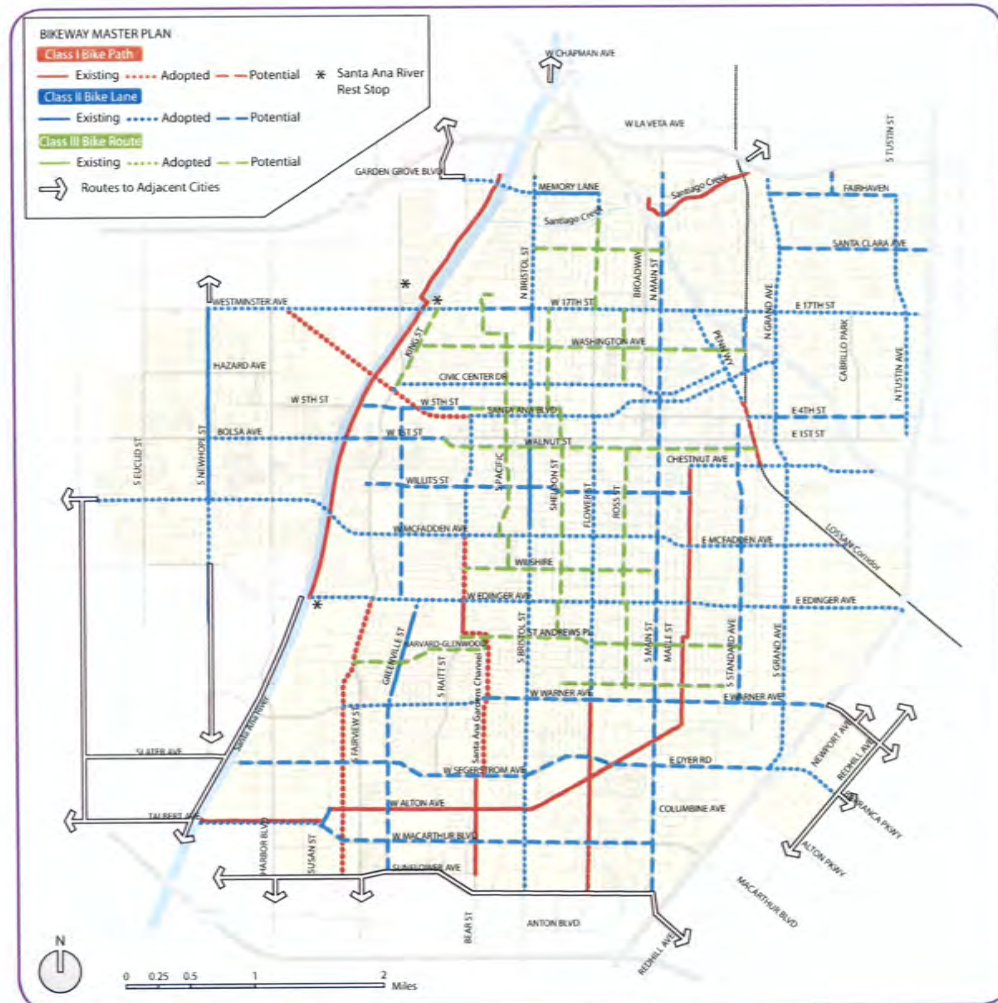 BIKEWAY MASTER PLAN
Class I Bike Path
Existing Adopted Potential
* Santa Ana River
Rest Stop
Class II Bike Lane
Existing Adopted Potential
Class III Bike Route
Existing Adopted Potential
Routes to Adjacent Cities
W CHAPMAN AVE
W LA VETA AVE
S TUSTIN ST
GARDEN GROVE BLVD
MEMORY LANE
Santiago Creek
Santiago Creek
FAIRHAVEN
SANTA CLARA AVE
N BRISTOL ST
BROADWAY
N MAIN ST
N GRAND AVE
WESTMINSTER AVE
W 17TH ST
E 17TH ST
KING ST
WASHINGTON AVE
PENN WY
CABRILLO PARK
N TUSTIN AVE
HAZARD AVE
CIVIC CENTER DR
W 5TH ST
W 5TH ST
SANTA ANA BLVD
E 4TH ST
BOLSA AVE
W 1ST ST
E 1ST ST
WALNUT ST
S EUCLID ST
S NEWHOPE ST
CHESTNUT AVE
WILLITS ST
S PACIFIC
SHELDON ST
FLOWER ST
ROSS ST
W MCFADDEN AVE
E MCFADDEN AVE
LOSSAN Corridor
WILSHIRE
W EDINGER AVE
E EDINGER AVE
ST ANDREWS PL
HARVARD-GLENWOOD
GREENVILLE ST
S RAITT ST
S BRISTOL ST
S MAIN ST
MAPLE ST
S STANDARD AVE
S GRAND AVE
Santa Ana Gardens Channel
W WARNER AVE
E WARNER AVE
Santa Ana River
S FAIRVIEW ST
NEWPORT AVE
REDHILL AVE
SLATER AVE
W SEGERSTROM AVE
E DYER RD
BARRANCA PKWY
W ALTON AVE
COLUMBINE AVE
TALBERT AVE
ALTON PKWY
W MACARTHUR BLVD
HARBOR BLVD
SUSAN ST
SUNFLOWER AVE
MACARTHUR BLVD
BEAR ST
ANTON BLVD
REDHILL AVE
N
0 0.25 0.5 1 2
Miles